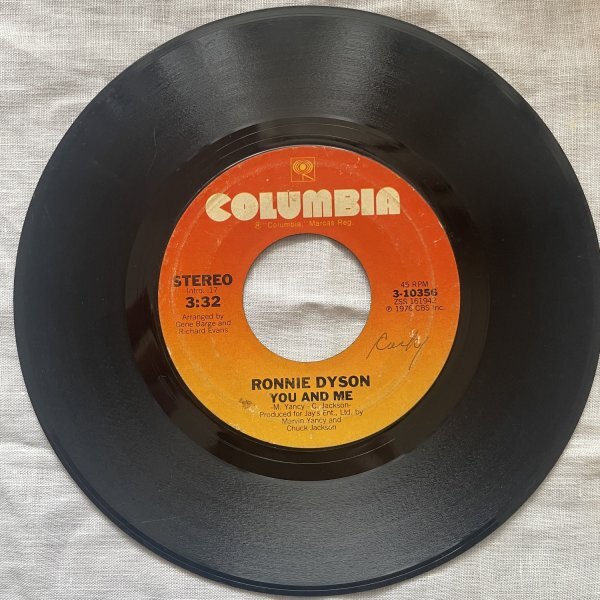 COLUMBIA
® "Columbia," Marcas Reg.
STEREO
Intro. :17
3:32
Arranged by
Gene Barge and
Richard Evans
45 RPM
3-10356
ZSS 161942
℗ 1976 CBS Inc.
RONNIE DYSON
YOU AND ME
-M. Yancy - C. Jackson-
Produced for Jay's Ent., Ltd. by
Marvin Yancy and
Chuck Jackson